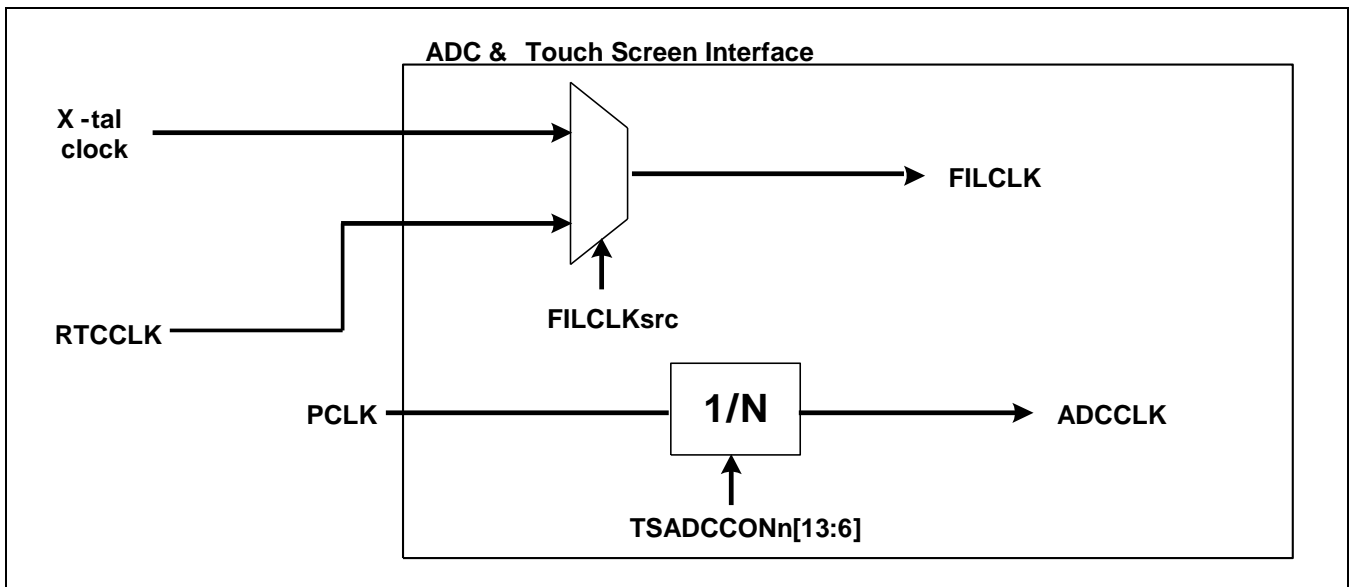 ADC & Touch Screen Interface
X -tal
clock
FILCLK
FILCLKsrc
RTCCLK
PCLK
1/N
ADCCLK
TSADCCONn[13:6]